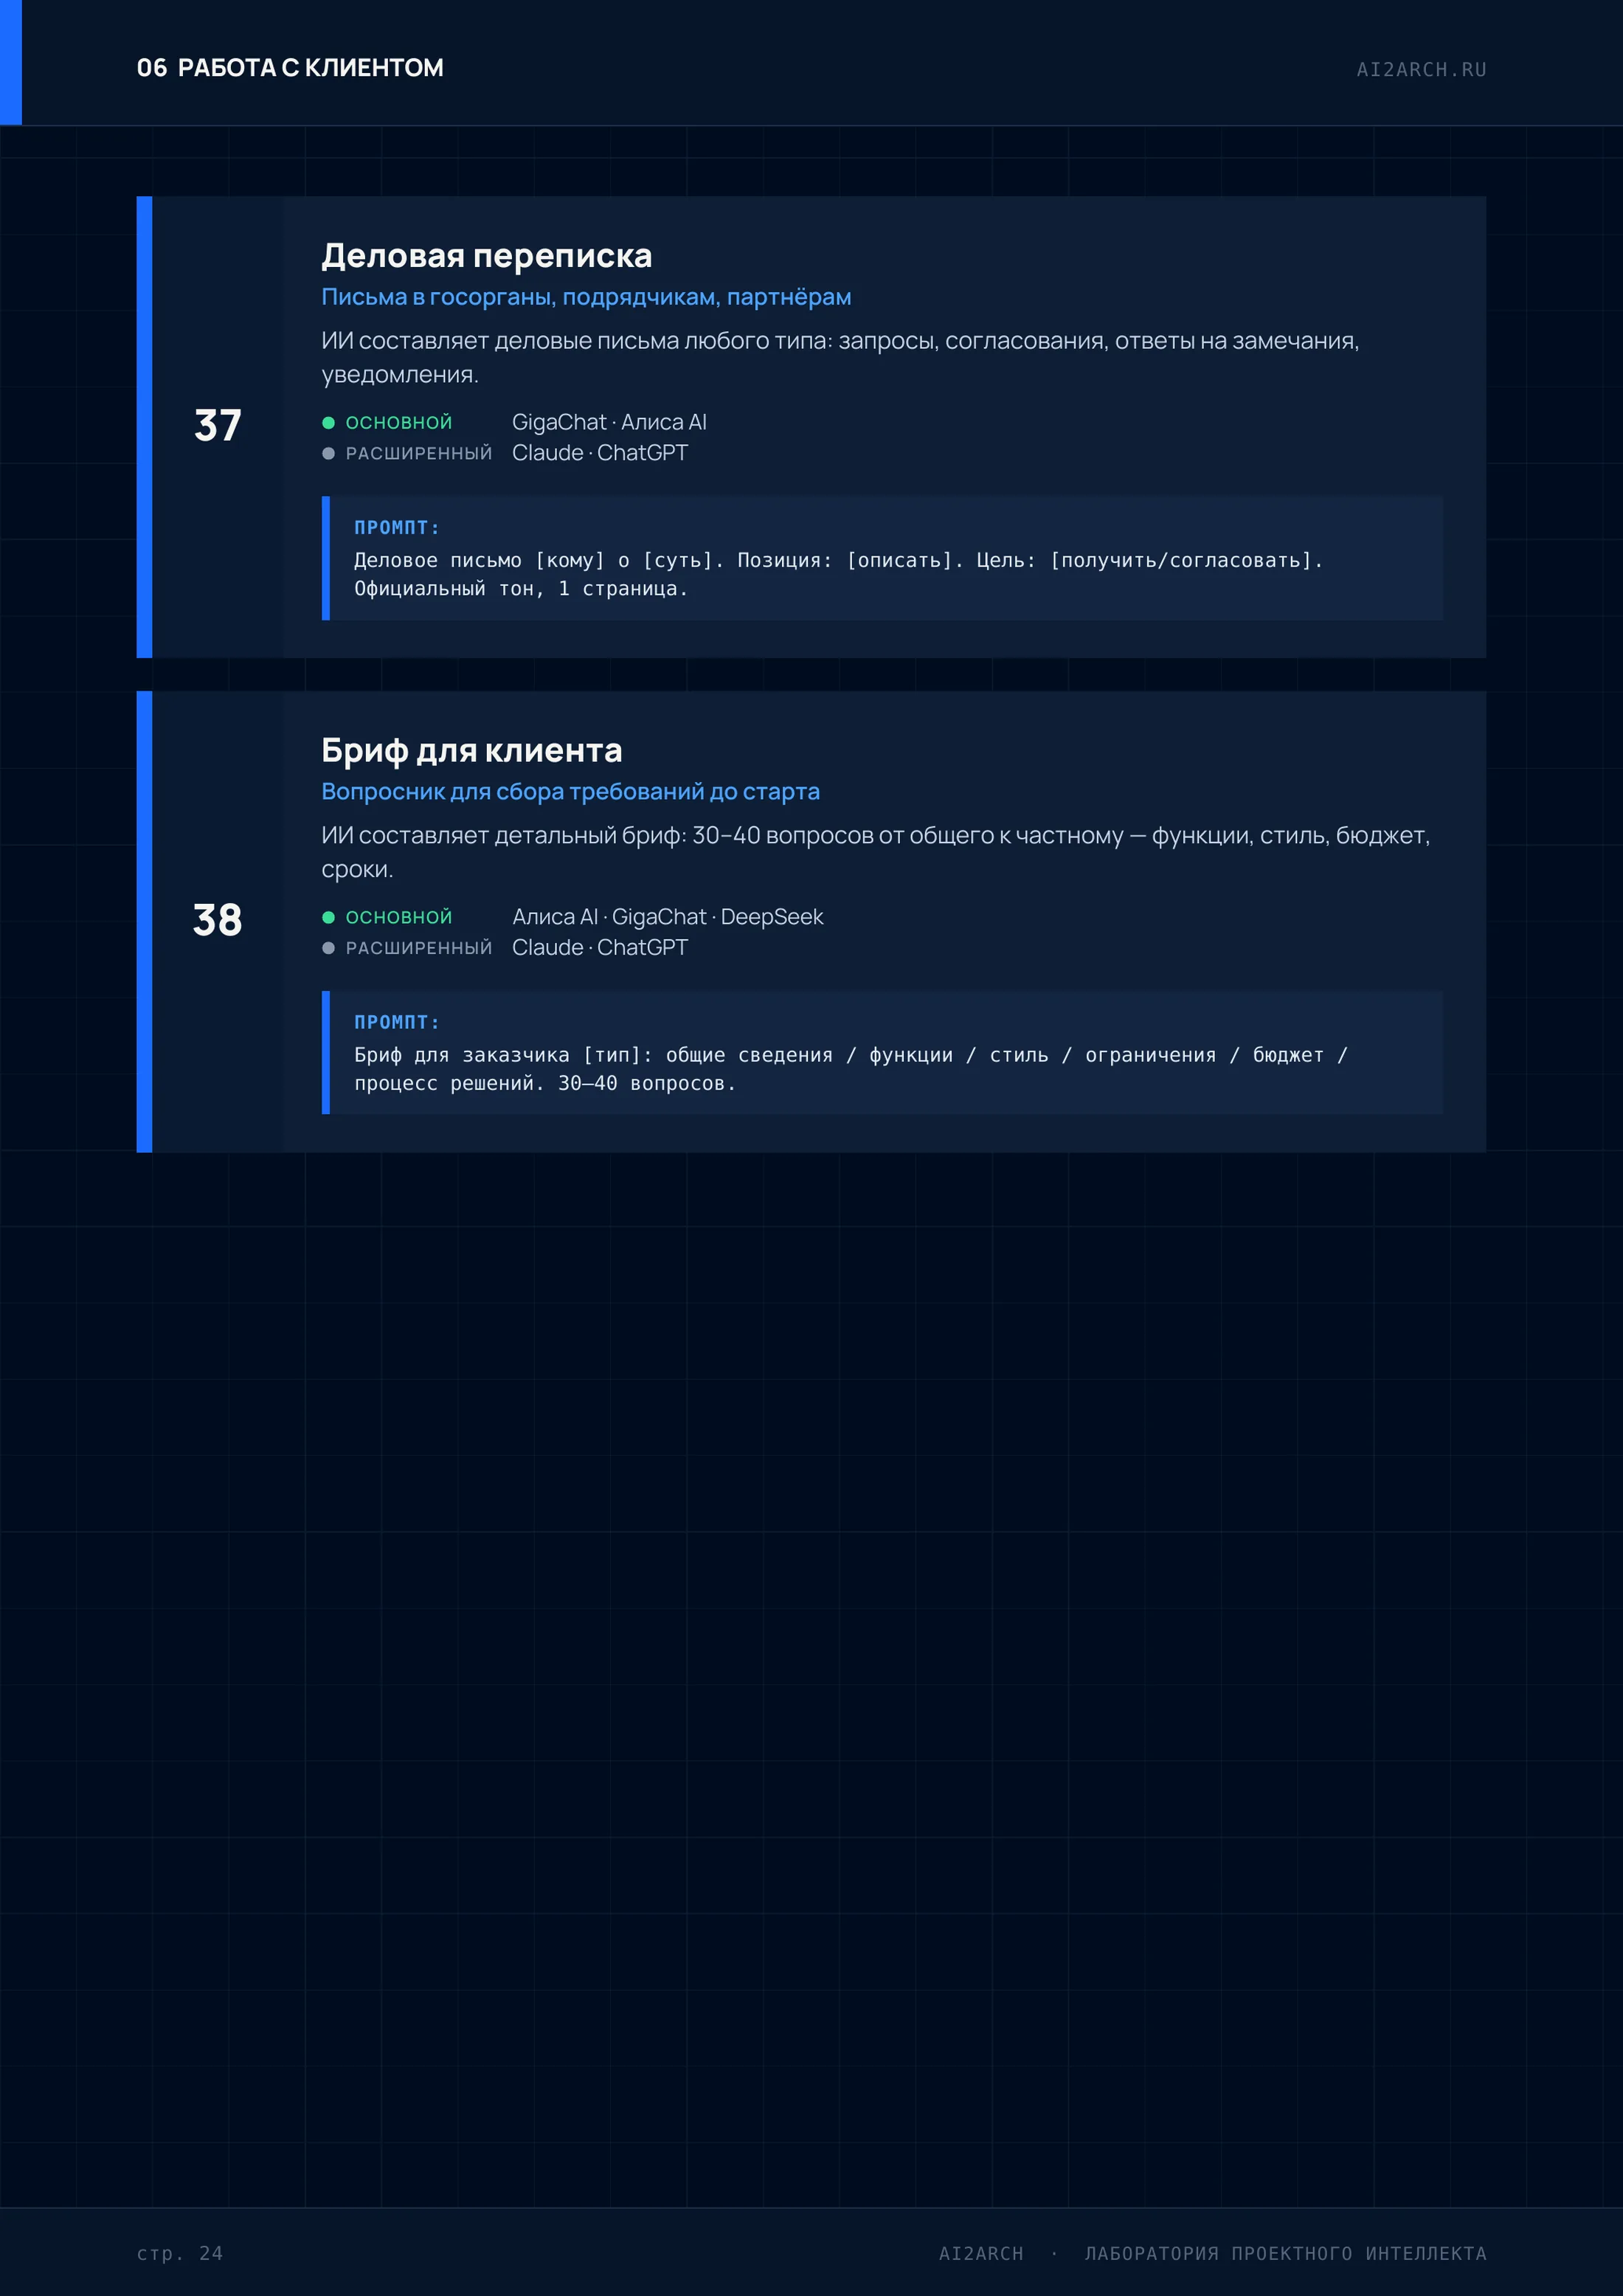 06 РАБОТА С КЛИЕНТОМ
AI2ARCH.RU
37
Деловая переписка
Письма в госорганы, подрядчикам, партнёрам
ИИ составляет деловые письма любого типа: запросы, согласования, ответы на замечания,
уведомления.
ОСНОВНОЙ GigaChat · Алиса AI
РАСШИРЕННЫЙ Claude · ChatGPT
ПРОМПТ:
Деловое письмо [кому] о [суть]. Позиция: [описать]. Цель: [получить/согласовать].
Официальный тон, 1 страница.
38
Бриф для клиента
Вопросник для сбора требований до старта
ИИ составляет детальный бриф: 30–40 вопросов от общего к частному — функции, стиль, бюджет,
сроки.
ОСНОВНОЙ Алиса AI · GigaChat · DeepSeek
РАСШИРЕННЫЙ Claude · ChatGPT
ПРОМПТ:
Бриф для заказчика [тип]: общие сведения / функции / стиль / ограничения / бюджет /
процесс решений. 30–40 вопросов.
стр. 24
AI2ARCH · ЛАБОРАТОРИЯ ПРОЕКТНОГО ИНТЕЛЛЕКТА